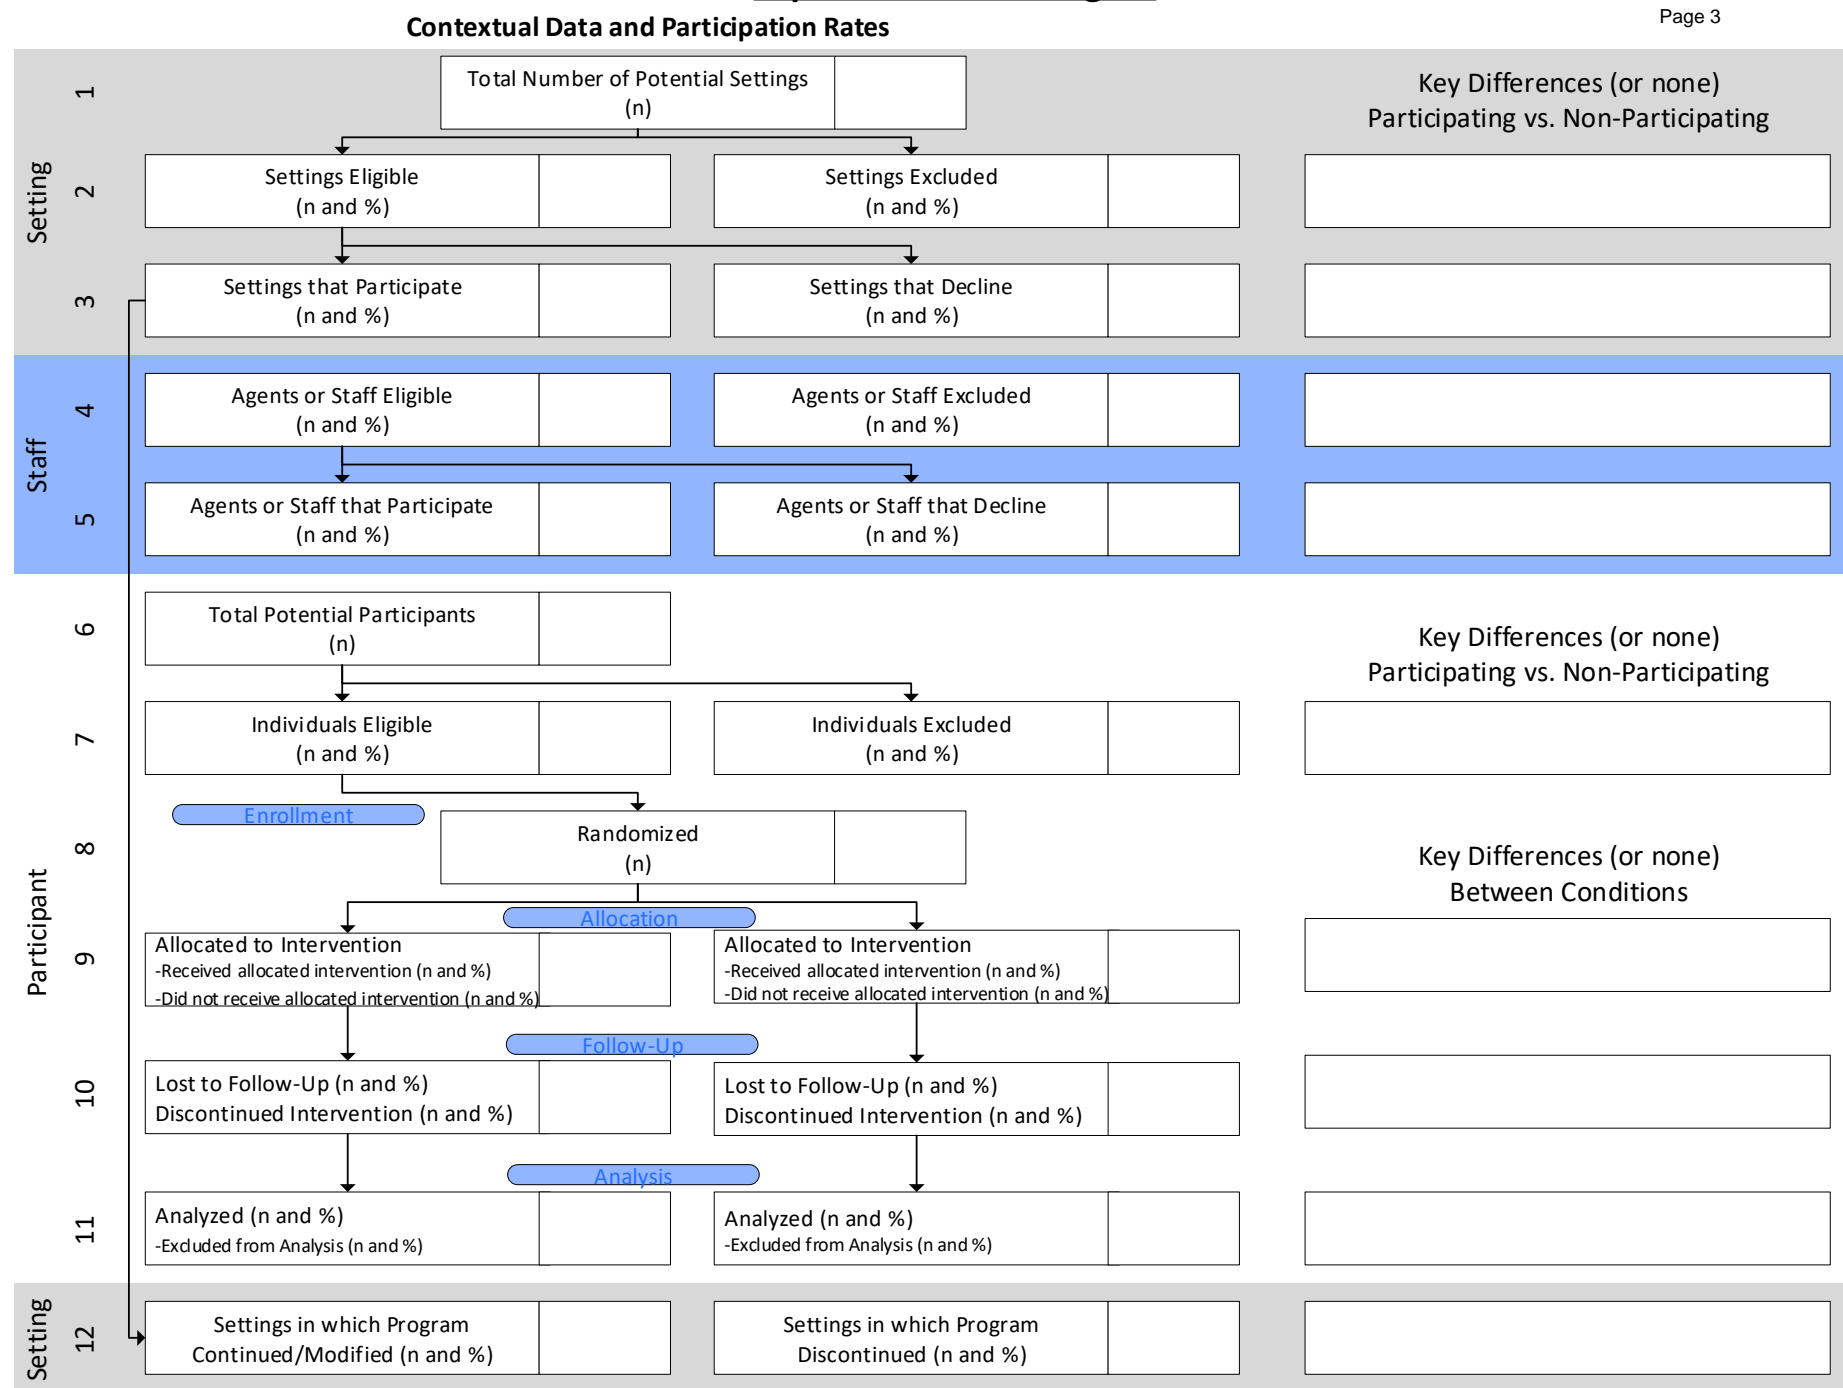 Page 3
Contextual Data and Participation Rates
Setting
1
Total Number of Potential Settings
(n)
Key Differences (or none)
Participating vs. Non-Participating
2
Settings Eligible
(n and %)
Settings Excluded
(n and %)
3
Settings that Participate
(n and %)
Settings that Decline
(n and %)
Staff
4
Agents or Staff Eligible
(n and %)
Agents or Staff Excluded
(n and %)
5
Agents or Staff that Participate
(n and %)
Agents or Staff that Decline
(n and %)
Participant
6
Total Potential Participants
(n)
Key Differences (or none)
Participating vs. Non-Participating
7
Individuals Eligible
(n and %)
Individuals Excluded
(n and %)
Enrollment
8
Randomized
(n)
Key Differences (or none)
Between Conditions
Allocation
9
Allocated to Intervention
-Received allocated intervention (n and %)
-Did not receive allocated intervention (n and %)
Allocated to Intervention
-Received allocated intervention (n and %)
-Did not receive allocated intervention (n and %)
Follow-Up
10
Lost to Follow-Up (n and %)
Discontinued Intervention (n and %)
Lost to Follow-Up (n and %)
Discontinued Intervention (n and %)
Analysis
11
Analyzed (n and %)
-Excluded from Analysis (n and %)
Analyzed (n and %)
-Excluded from Analysis (n and %)
Setting
12
Settings in which Program
Continued/Modified (n and %)
Settings in which Program
Discontinued (n and %)